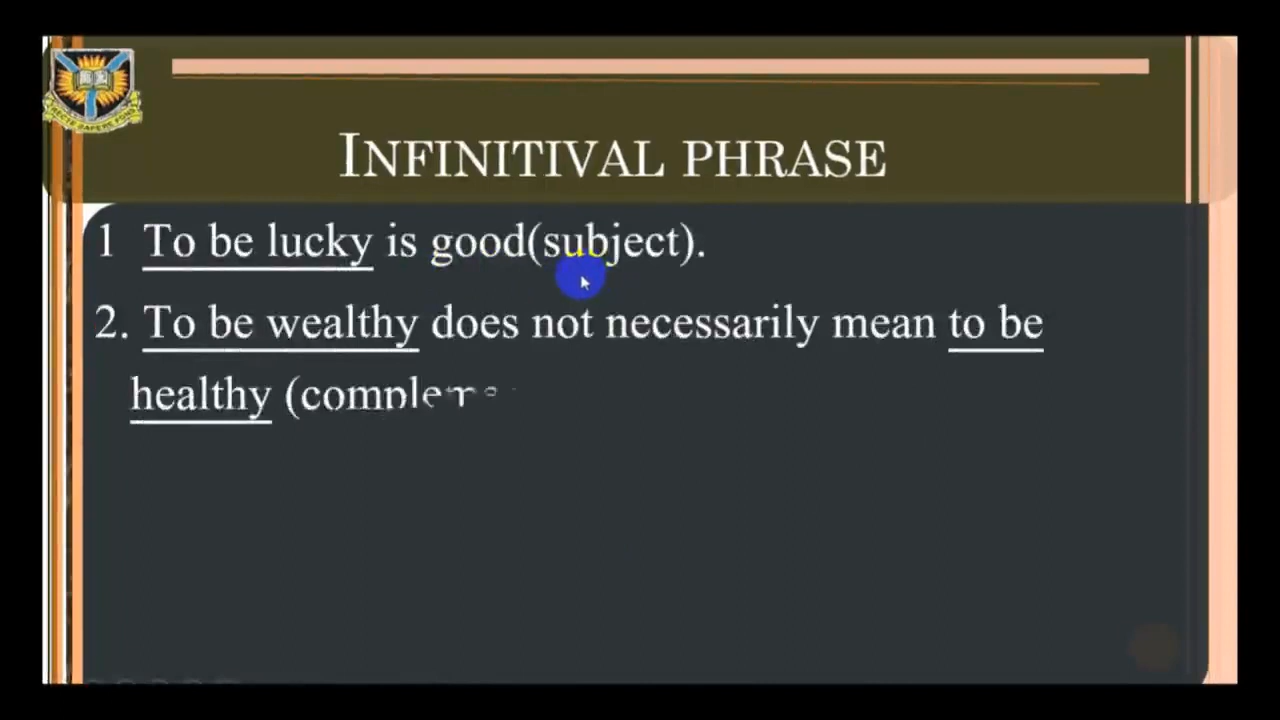 INFINITIVAL PHRASE
1 To be lucky is good(subject).
2. To be wealthy does not necessarily mean to be
healthy